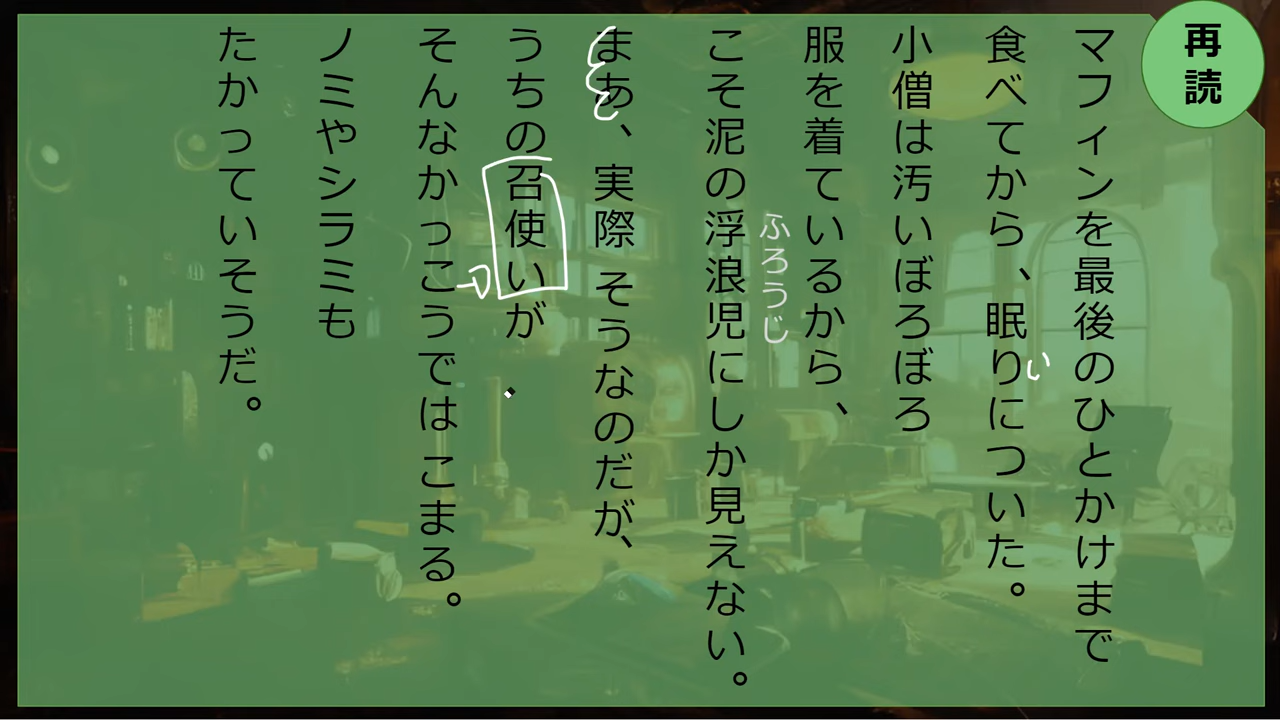 再読
マフィンを最後のひとかけまで
食べてから、眠りについた。
い
小僧は汚いぼろぼろ
服を着ているから、
ふろうじ
こそ泥の浮浪児にしか見えない。
まあ、実際 そうなのだが、
うちの召使いが
そんなかっこうでは こまる。
ノミやシラミも
たかっていそうだ。